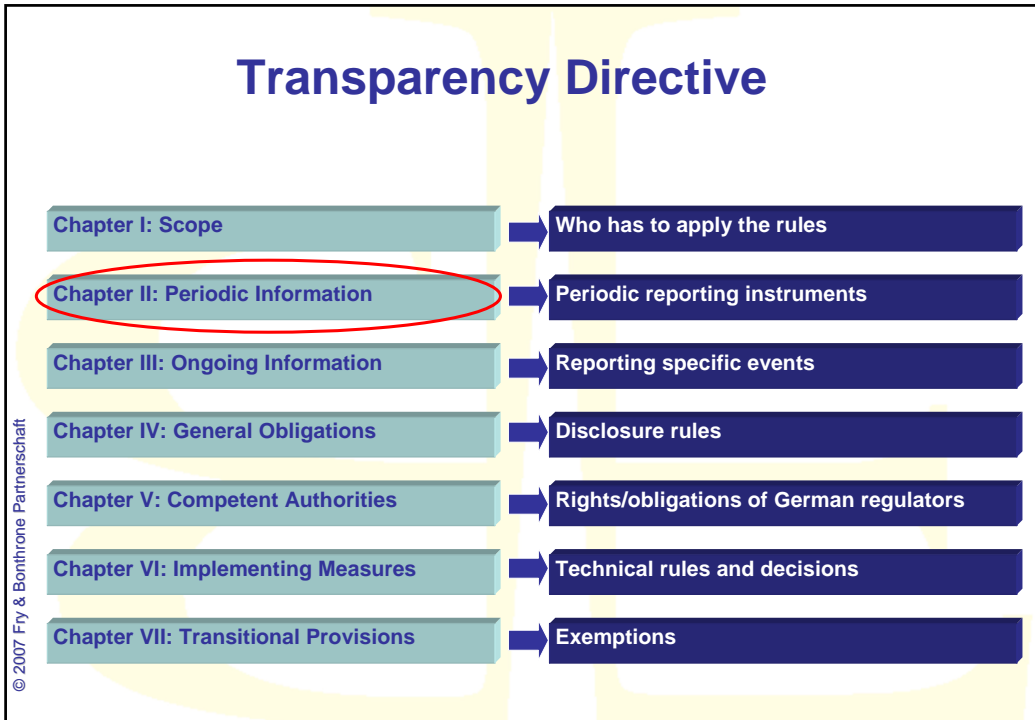 Transparency Directive
Chapter I: Scope
Who has to apply the rules
Chapter II: Periodic Information
Periodic reporting instruments
Chapter III: Ongoing Information
Reporting specific events
Chapter IV: General Obligations
Disclosure rules
Chapter V: Competent Authorities
Rights/obligations of German regulators
Chapter VI: Implementing Measures
Technical rules and decisions
Chapter VII: Transitional Provisions
Exemptions
© 2007 Fry & Bonthrone Partnerschaft